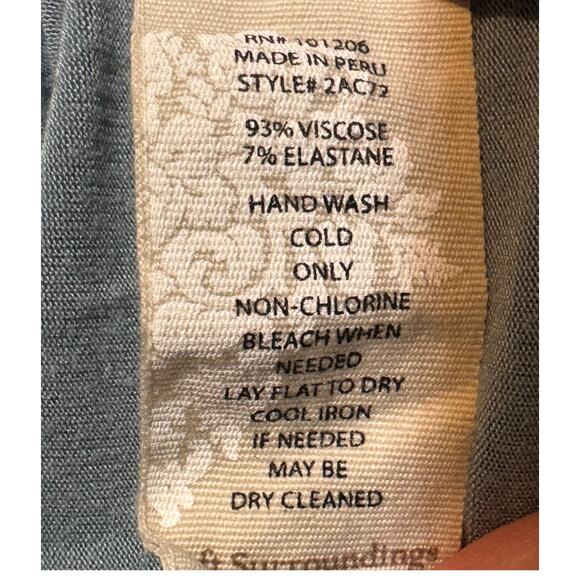 RN# 101206
MADE IN PERU
STYLE# 2AC72
93% VISCOSE
7% ELASTANE
HAND WASH
COLD
ONLY
NON-CHLORINE
BLEACH WHEN
NEEDED
LAY FLAT TO DRY
COOL IRON
IF NEEDED
MAY BE
DRY CLEANED
& Surroundings